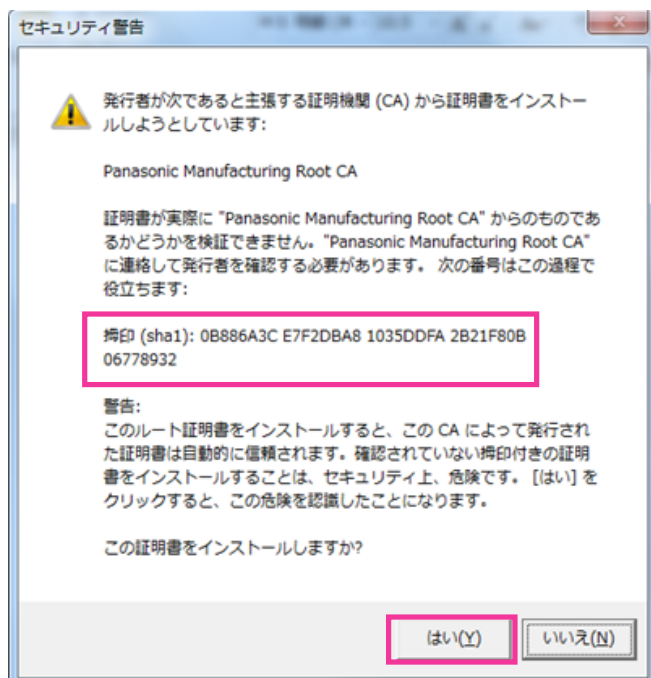 セキュリティ警告
発行者が次であると主張する証明機関 (CA) から証明書をインストー
ルしようとしています:
Panasonic Manufacturing Root CA
証明書が実際に "Panasonic Manufacturing Root CA" からのものであ
るかどうかを検証できません。"Panasonic Manufacturing Root CA"
に連絡して発行者を確認する必要があります。 次の番号はこの過程で
役立ちます:
拇印 (sha1): 0B886A3C E7F2DBA8 1035DDFA 2B21F80B
06778932
警告:
このルート証明書をインストールすると、この CA によって発行され
た証明書は自動的に信頼されます。確認されていない拇印付きの証明
書をインストールすることは、セキュリティ上、危険です。 [はい] を
クリックすると、この危険を認識したことになります。
この証明書をインストールしますか?
はい(Y)
いいえ(N)